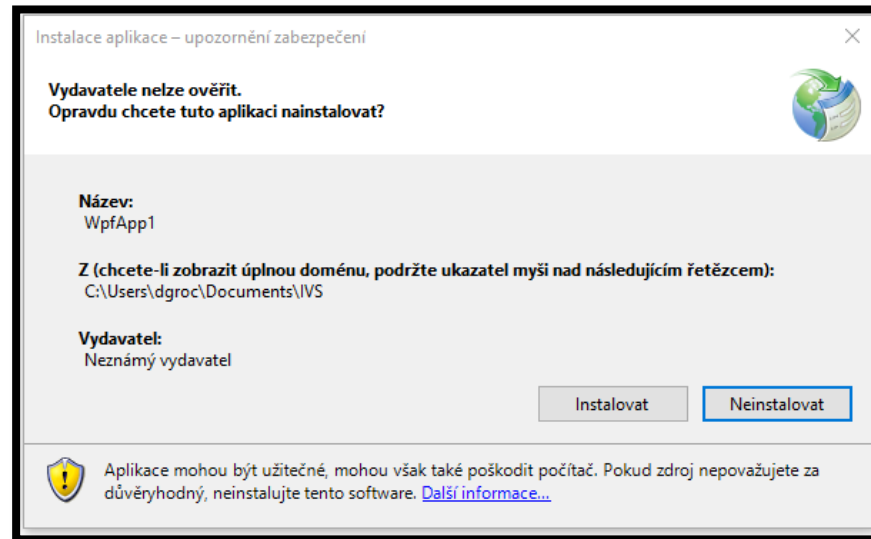 Instalace aplikace – upozornění zabezpečení
Vydavatele nelze ověřit.
Opravdu chcete tuto aplikaci nainstalovat?
Název:
WpfApp1
Z (chcete-li zobrazit úplnou doménu, podržte ukazatel myši nad následujícím řetězcem):
C:\Users\dgroc\Documents\IVS
Vydavatel:
Neznámý vydavatel
Instalovat
Neinstalovat
Aplikace mohou být užitečné, mohou však také poškodit počítač. Pokud zdroj nepovažujete za
důvěryhodný, neinstalujte tento software. Další informace...